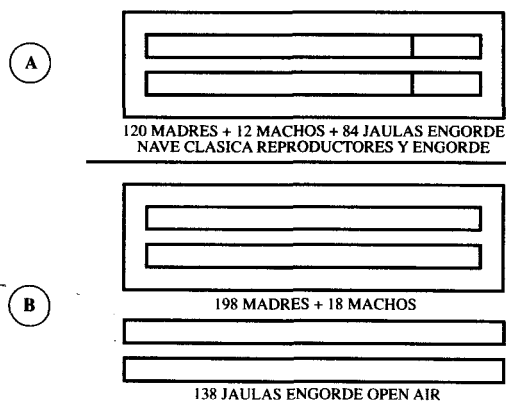 A
120 MADRES + 12 MACHOS + 84 JAULAS ENGORDE
NAVE CLASICA REPRODUCTORES Y ENGORDE
B
198 MADRES + 18 MACHOS
138 JAULAS ENGORDE OPEN AIR